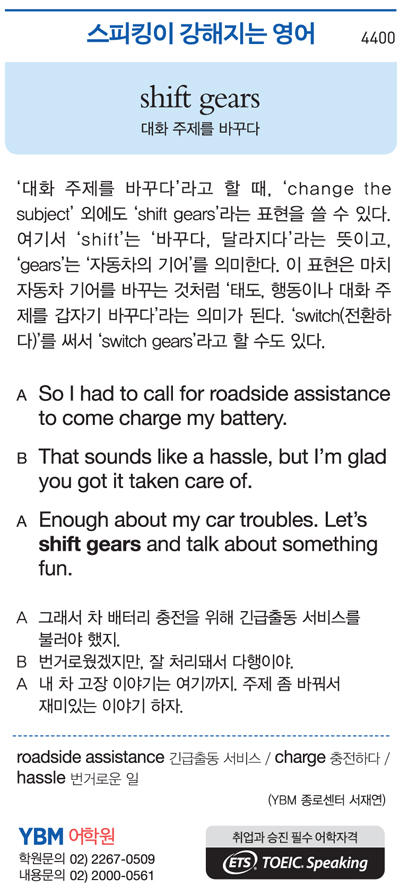 스피킹이 강해지는 영어
4400
shift gears
대화 주제를 바꾸다
‘대화 주제를 바꾸다’라고 할 때, ‘change the
subject’ 외에도 ‘shift gears’라는 표현을 쓸 수 있다.
여기서 ‘shift’는 ‘바꾸다, 달라지다’라는 뜻이고,
‘gears’는 ‘자동차의 기어’를 의미한다. 이 표현은 마치
자동차 기어를 바꾸는 것처럼 ‘태도, 행동이나 대화 주
제를 갑자기 바꾸다’라는 의미가 된다. ‘switch(전환하
다)’를 써서 ‘switch gears’라고 할 수도 있다.
A So I had to call for roadside assistance
to come charge my battery.
B That sounds like a hassle, but I’m glad
you got it taken care of.
A Enough about my car troubles. Let’s
shift gears and talk about something
fun.
A 그래서 차 배터리 충전을 위해 긴급출동 서비스를
불러야 했지.
B 번거로웠겠지만, 잘 처리돼서 다행이야.
A 내 차 고장 이야기는 여기까지. 주제 좀 바꿔서
재미있는 이야기 하자.
roadside assistance 긴급출동 서비스 / charge 충전하다 /
hassle 번거로운 일
(YBM 종로센터 서재연)
YBM 어학원
학원문의 02) 2267-0509
내용문의 02) 2000-0561
취업과 승진 필수 어학자격
ETS TOEIC Speaking